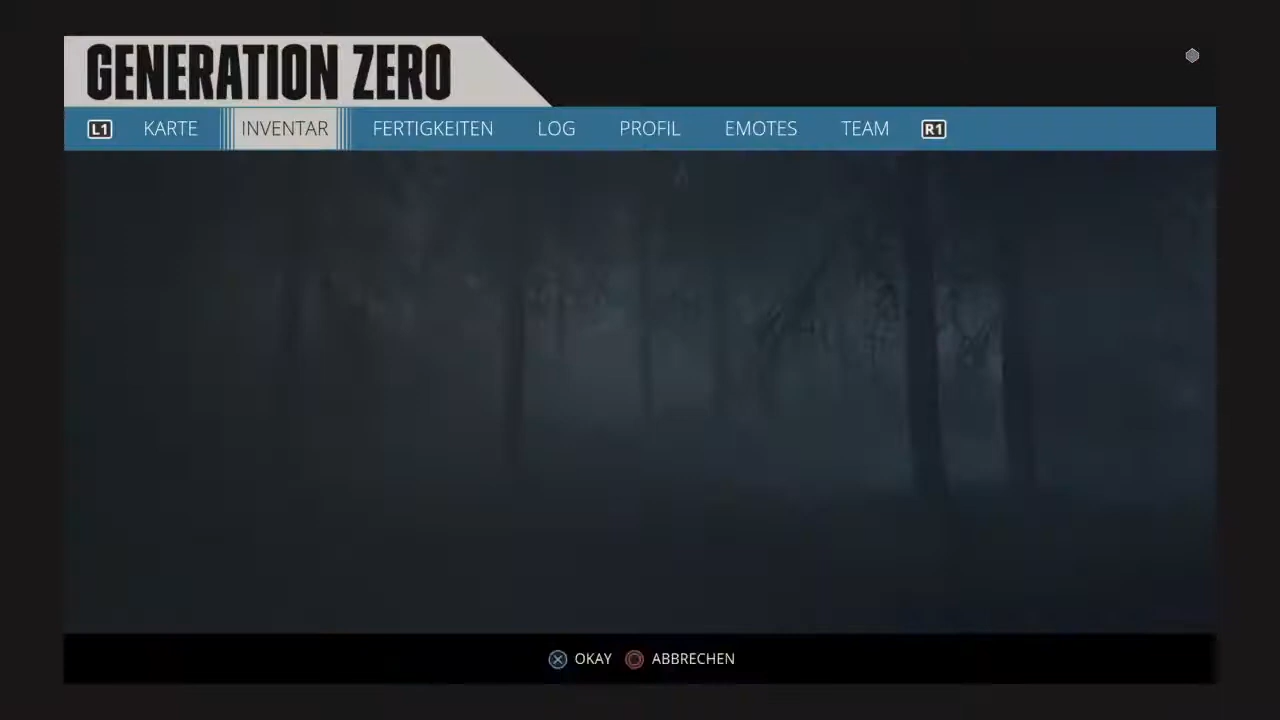 GENERATION ZERO
L1 KARTE INVENTAR FERTIGKEITEN LOG PROFIL EMOTES TEAM R1
OKAY ABBRECHEN